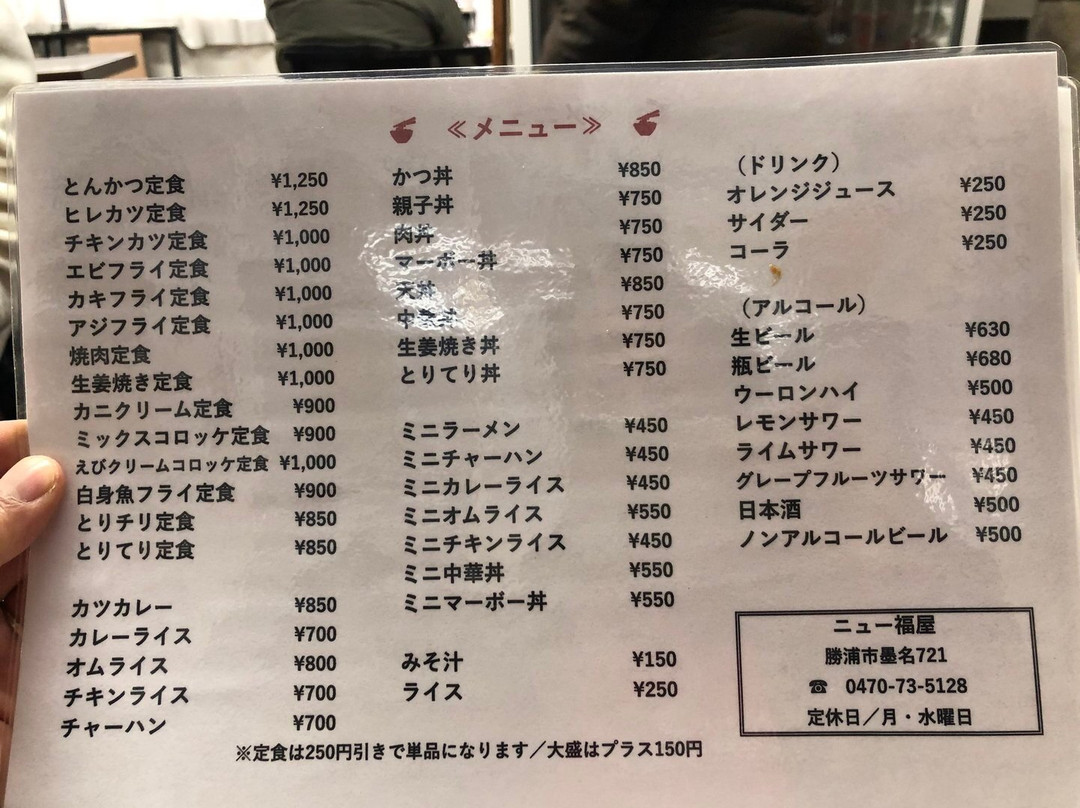 ≪メニュー≫
とんかつ定食 ¥1,250
ヒレカツ定食 ¥1,250
チキンカツ定食 ¥1,000
エビフライ定食 ¥1,000
カキフライ定食 ¥1,000
アジフライ定食 ¥1,000
焼肉定食 ¥1,000
生姜焼き定食 ¥1,000
カニクリーム定食 ¥900
ミックスコロッケ定食 ¥900
えびクリームコロッケ定食 ¥1,000
白身魚フライ定食 ¥900
とりチリ定食 ¥850
とりてり定食 ¥850
カツカレー ¥850
カレーライス ¥700
オムライス ¥800
チキンライス ¥700
チャーハン ¥700
かつ丼 ¥850
親子丼 ¥750
肉丼 ¥750
マーボー丼 ¥750
天丼 ¥850
中華丼 ¥750
生姜焼き丼 ¥750
とりてり丼 ¥750
ミニラーメン ¥450
ミニチャーハン ¥450
ミニカレーライス ¥450
ミニオムライス ¥550
ミニチキンライス ¥450
ミニ中華丼 ¥550
ミニマーボー丼 ¥550
みそ汁 ¥150
ライス ¥250
（ドリンク）
オレンジジュース ¥250
サイダー ¥250
コーラ ¥250
（アルコール）
生ビール ¥630
瓶ビール ¥680
ウーロンハイ ¥500
レモンサワー ¥450
ライムサワー ¥450
グレープフルーツサワー ¥450
日本酒 ¥500
ノンアルコールビール ¥500
ニュー福屋
勝浦市墨名721
☎ 0470-73-5128
定休日／月・水曜日
※定食は250円引きで単品になります／大盛はプラス150円